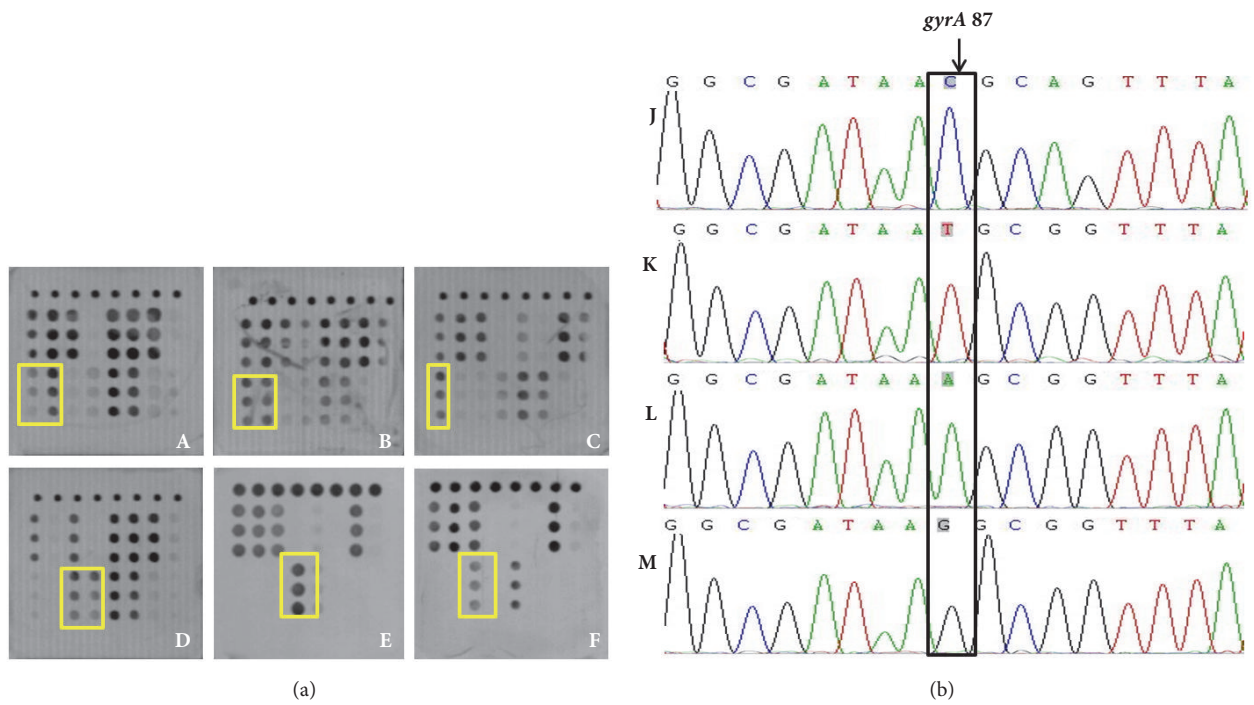 gyrA 87
J
G G C G A T A A C G C A G T T T A
K
G G C G A T A A T G C G G T T T A
L
G G C G A T A A A G C G G T T T A
M
G G C G A T A A G G C G G T T T A
A
B
C
D
E
F
(a)
(b)